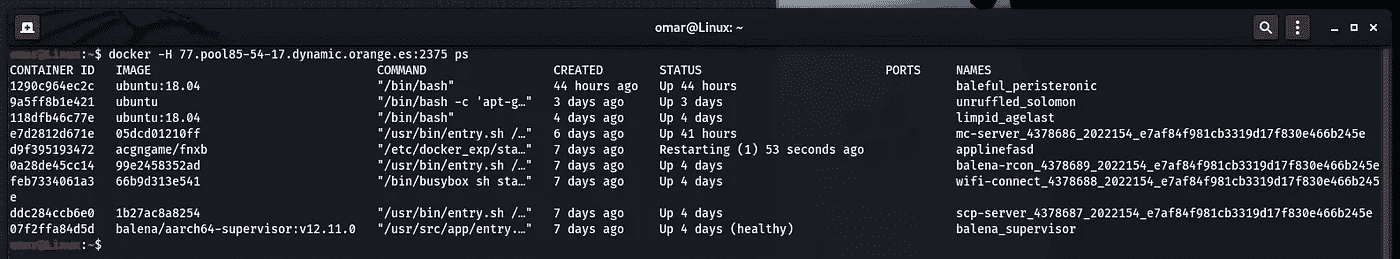 omar@Linux: ~
:~$ docker -H 77.pool85-54-17.dynamic.orange.es:2375 ps
CONTAINER ID IMAGE COMMAND CREATED STATUS PORTS NAMES
1290c964ec2c ubuntu:18.04 "/bin/bash" 44 hours ago Up 44 hours baleful_peristeronic
9a5ff8b1e421 ubuntu "/bin/bash -c 'apt-g…" 3 days ago Up 3 days unruffled_solomon
118dfb46c77e ubuntu:18.04 "/bin/bash" 4 days ago Up 4 days limpid_agelast
e7d2812d671e 05dcd01210ff "/usr/bin/entry.sh /…" 6 days ago Up 41 hours mc-server_4378686_2022154_e7af84f981cb3319d17f830e466b245e
d9f395193472 acgngame/fnxb "/etc/docker_exp/sta…" 7 days ago Restarting (1) 53 seconds ago applinefasd
0a28de45cc14 99e2458352ad "/usr/bin/entry.sh /…" 7 days ago Up 4 days balena-rcon_4378689_2022154_e7af84f981cb3319d17f830e466b245e
feb7334061a3 66b9d313e541 "/bin/busybox sh sta…" 7 days ago Up 4 days wifi-connect_4378688_2022154_e7af84f981cb3319d17f830e466b245
e
ddc284ccb6e0 1b27ac8a8254 "/usr/bin/entry.sh /…" 7 days ago Up 4 days scp-server_4378687_2022154_e7af84f981cb3319d17f830e466b245e
07f2ffa84d5d balena/aarch64-supervisor:v12.11.0 "/usr/src/app/entry.…" 7 days ago Up 4 days (healthy) balena_supervisor
:~$